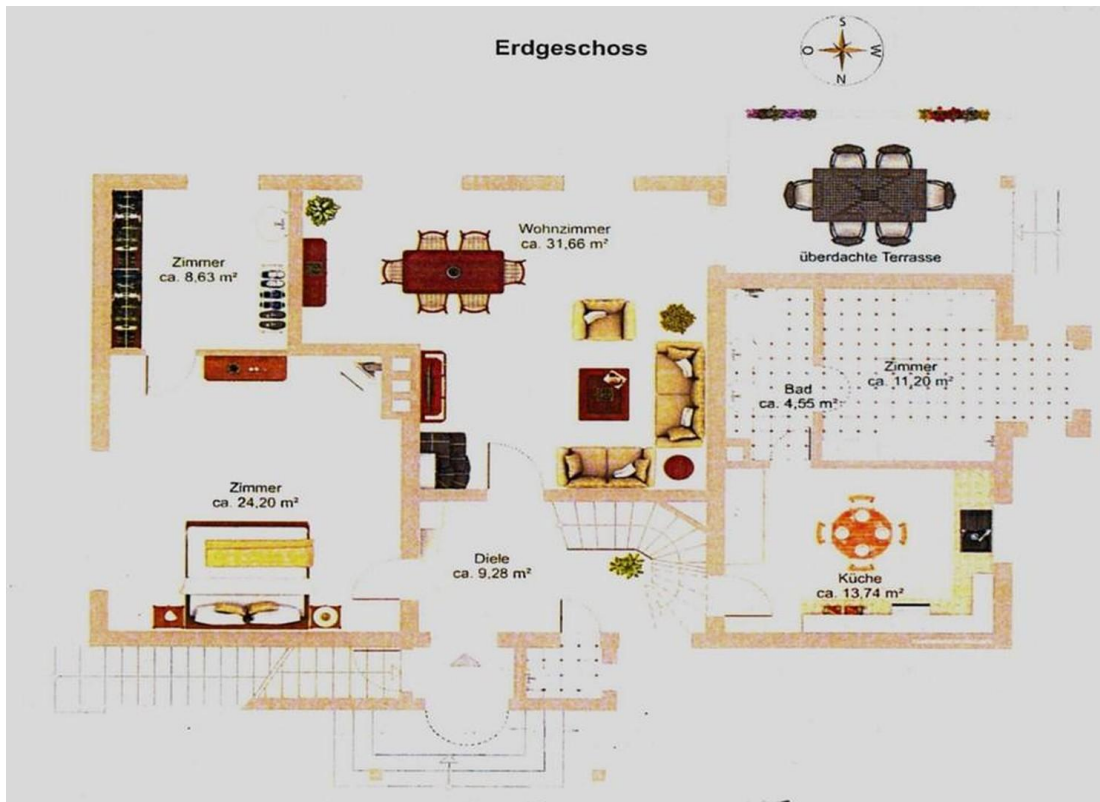 Erdgeschoss
S
O
W
N
Wohnzimmer
ca. 31,66 m²
Zimmer
ca. 8,63 m²
überdachte Terrasse
Zimmer
ca. 11,20 m²
Bad
ca. 4,55 m²
Zimmer
ca. 24,20 m²
Diele
ca. 9,28 m²
Küche
ca. 13,74 m²